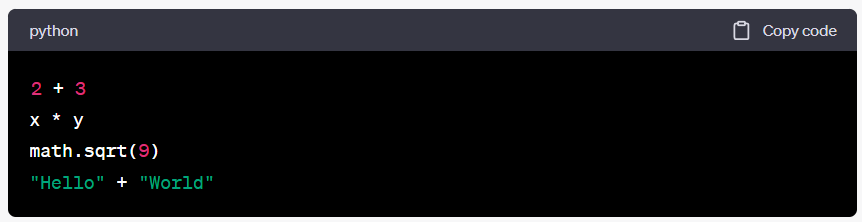 python Copy code
2 + 3
x * y
math.sqrt(9)
"Hello" + "World"